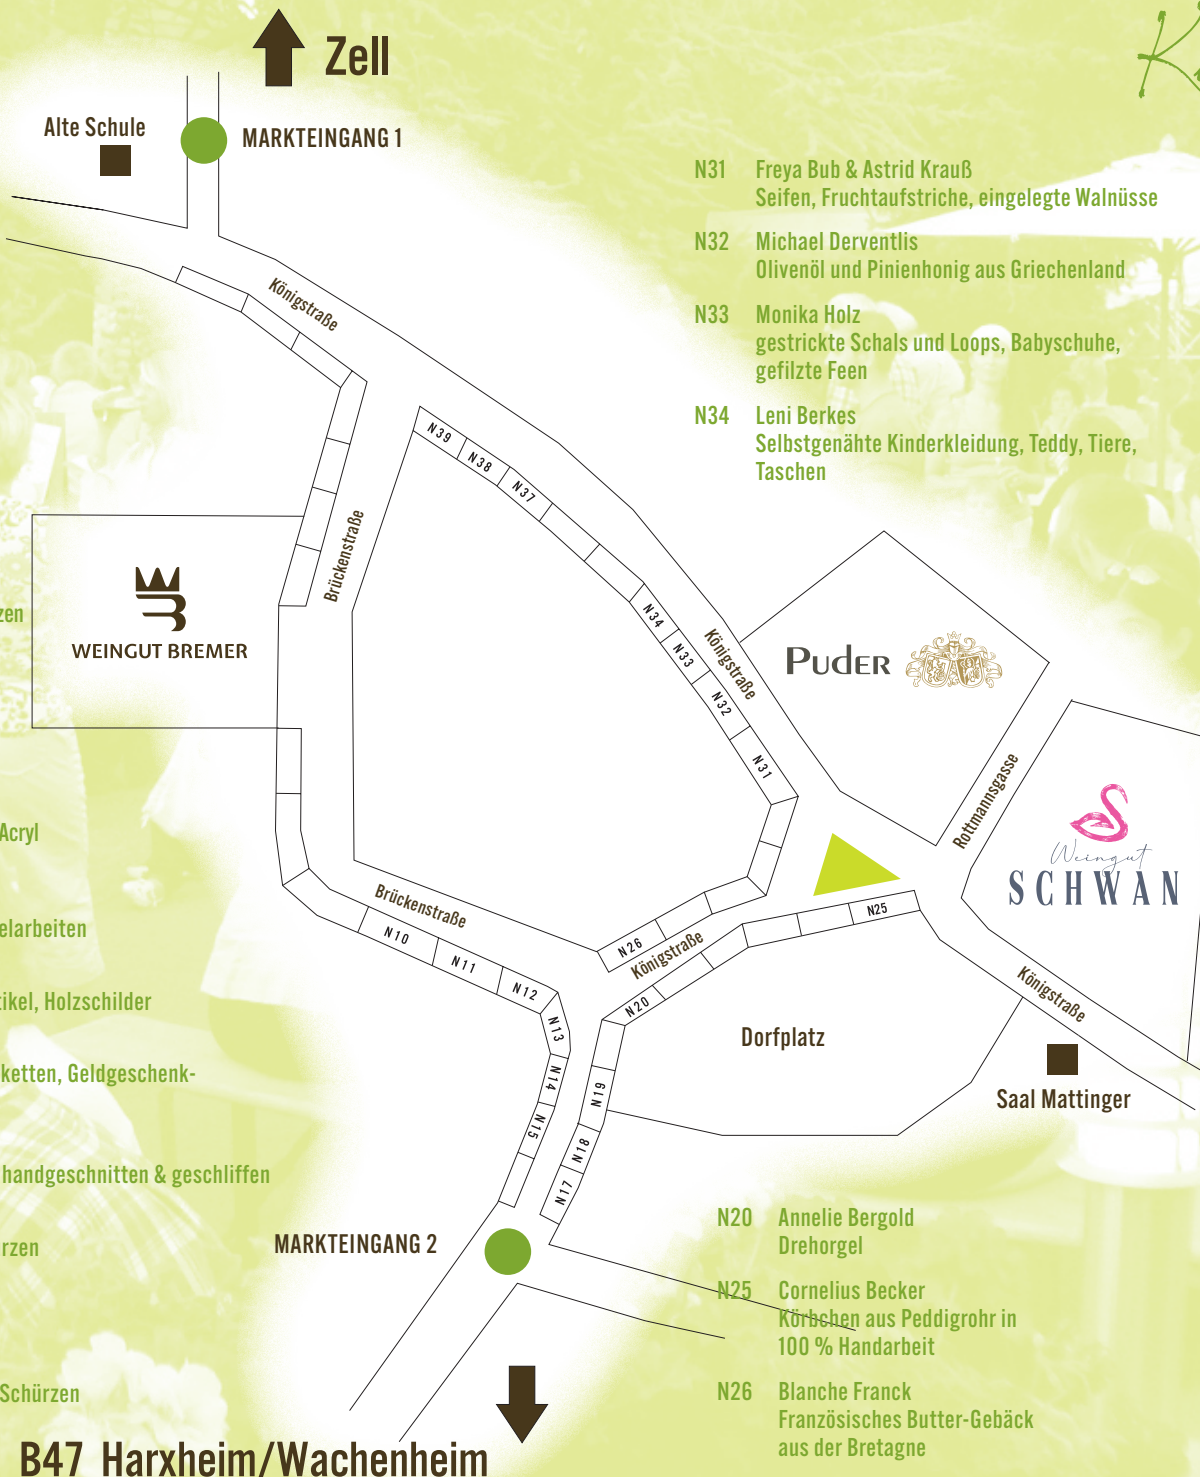 Zell
Alte Schule
MARKTEINGANG 1
N31 Freya Bub & Astrid Krauß
Seifen, Fruchtaufstriche, eingelegte Walnüsse
N32 Michael Derventlis
Olivenöl und Pinienhonig aus Griechenland
N33 Monika Holz
gestrickte Schals und Loops, Babyschuhe,
gefilzte Feen
N34 Leni Berkes
Selbstgenähte Kinderkleidung, Teddy, Tiere,
Taschen
Königstraße
N39
N38
N37
Brückenstraße
N34
N33
N32
N31
Königstraße
zen
WEINGUT BREMER
PUDER
Rottmannsgasse
Weingut
SCHWAN
Acryl
elarbeiten
tikel, Holzschilder
ketten, Geldgeschenk-
handgeschnitten & geschliffen
rzen
Schürzen
Brückenstraße
N10
N11
N12
N13
N14
N15
N26
Königstraße
N25
N20
N19
N18
N17
Dorfplatz
Königstraße
Saal Mattinger
MARKTEINGANG 2
N20 Annelie Bergold
Drehorgel
N25 Cornelius Becker
Körbchen aus Peddigrohr in
100 % Handarbeit
N26 Blanche Franck
Französisches Butter-Gebäck
aus der Bretagne
B47 Harxheim/Wachenheim